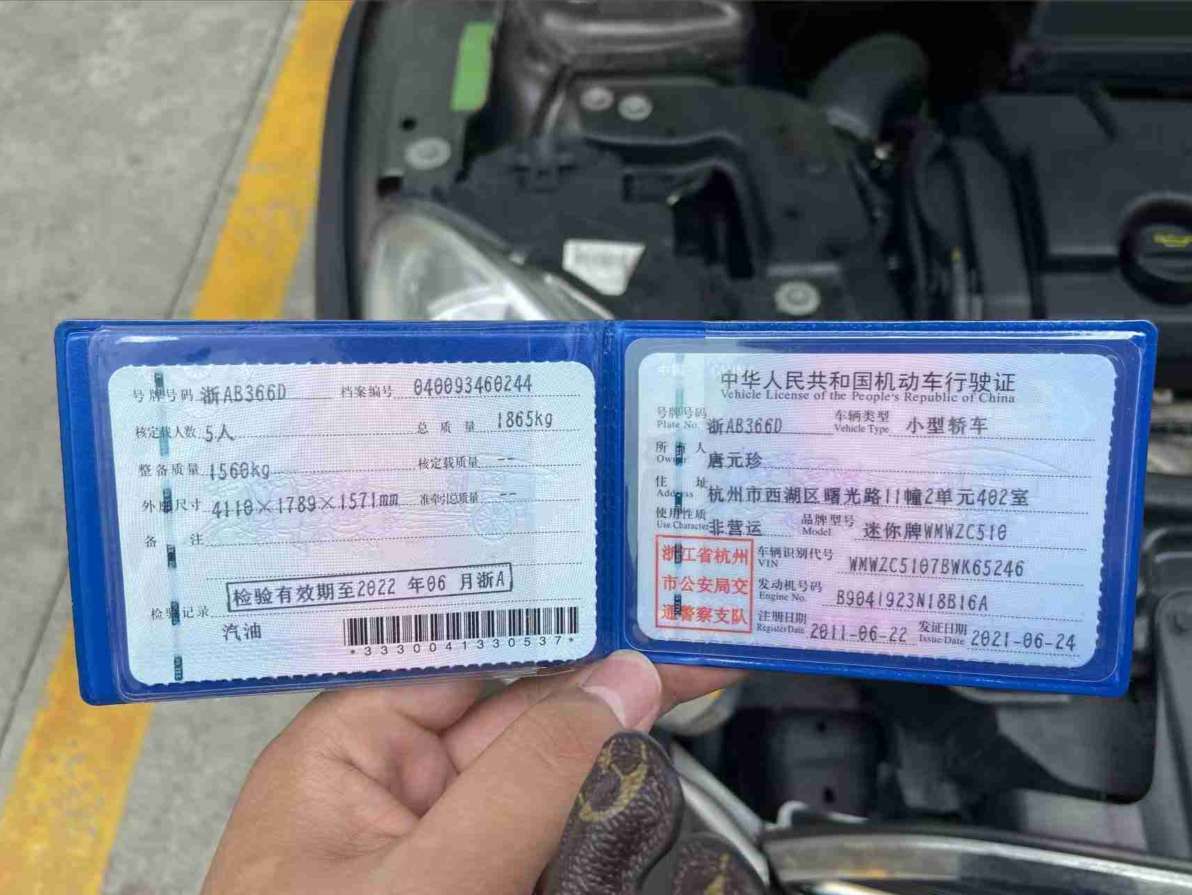 号牌号码 浙AB366D 档案编号 040093460244
核定载人数 5人 总质量 1865kg
整备质量 1560kg 核定载质量 --
外廓尺寸 4110×1789×1571mm 准牵引总质量 --
备注
检验有效期至2022年06月浙A
检验记录
汽油
*3330041330537*
中华人民共和国机动车行驶证
Vehicle License of the People's Republic of China
号牌号码 浙AB366D 车辆类型 小型轿车
Plate No. Vehicle Type
所有人 唐元珍
Owner
住址 杭州市西湖区曙光路11幢2单元402室
Address
使用性质 非营运 品牌型号 迷你牌WMWZC510
Use Character Model
浙江省杭州
市公安局交
通警察支队
车辆识别代号 WMWZC5107BWK65246
VIN
发动机号码 B9041923N18B16A
Engine No.
注册日期 2011-06-22 发证日期 2021-06-24
Register Date Issue Date